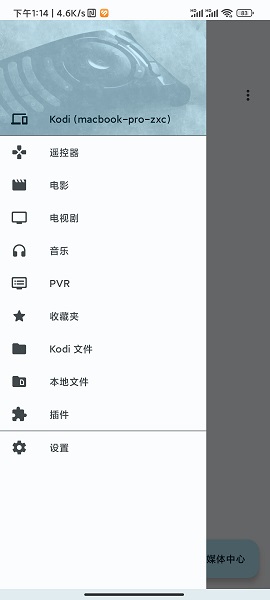 下午1:14 | 4.6K/s
83
Kodi (macbook-pro-zxc)
遥控器
电影
电视剧
音乐
PVR
收藏夹
Kodi 文件
本地文件
插件
设置
媒体中心